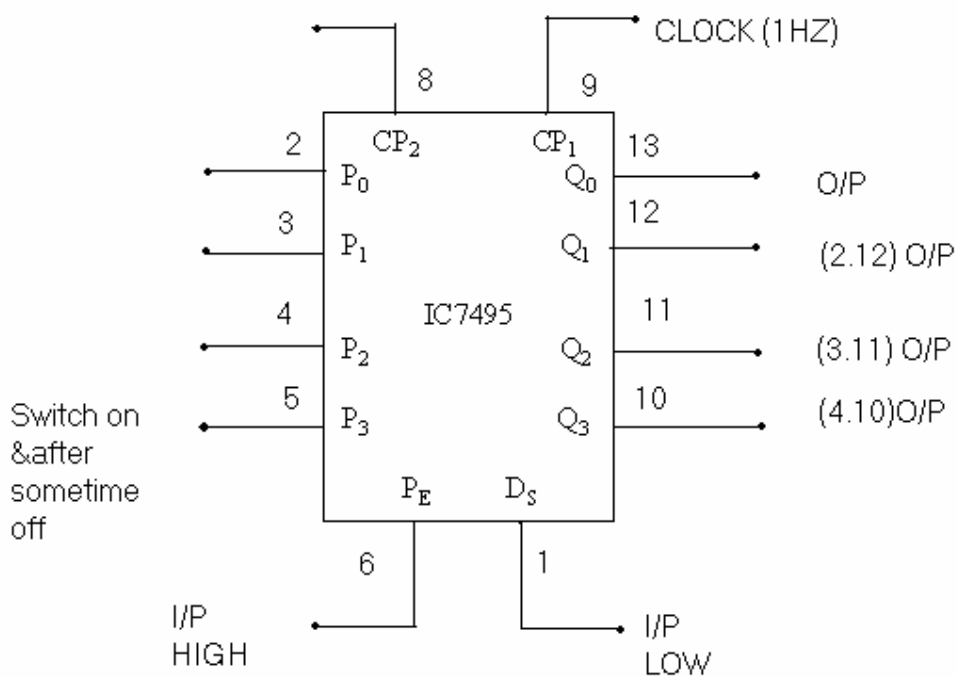 CLOCK (1HZ)
8
9
CP₂
CP₁
2
P₀
13
Q₀
O/P
3
P₁
12
Q₁
(2.12) O/P
IC7495
4
P₂
11
Q₂
(3.11) O/P
5
P₃
10
Q₃
(4.10)O/P
Switch on
&after
sometime
off
P_E
D_S
6
1
I/P
HIGH
I/P
LOW